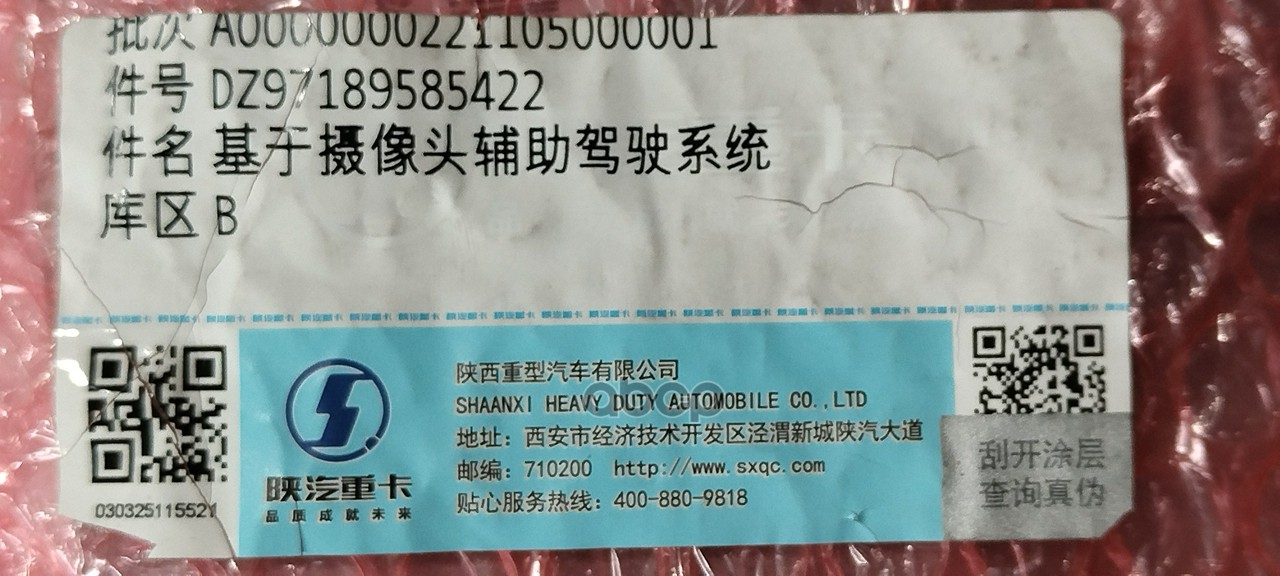 批次 A0000000221105000001
件号 DZ97189585422
件名 基于摄像头辅助驾驶系统
库区 B
陕汽重卡
品质成就未来
030325115521
陕西重型汽车有限公司
SHAANXI HEAVY DUTY AUTOMOBILE CO.,LTD
地址：西安市经济技术开发区泾渭新城陕汽大道
邮编：710200 http://www.sxqc.com
贴心服务热线：400-880-9818
abcp
刮开涂层
查询真伪